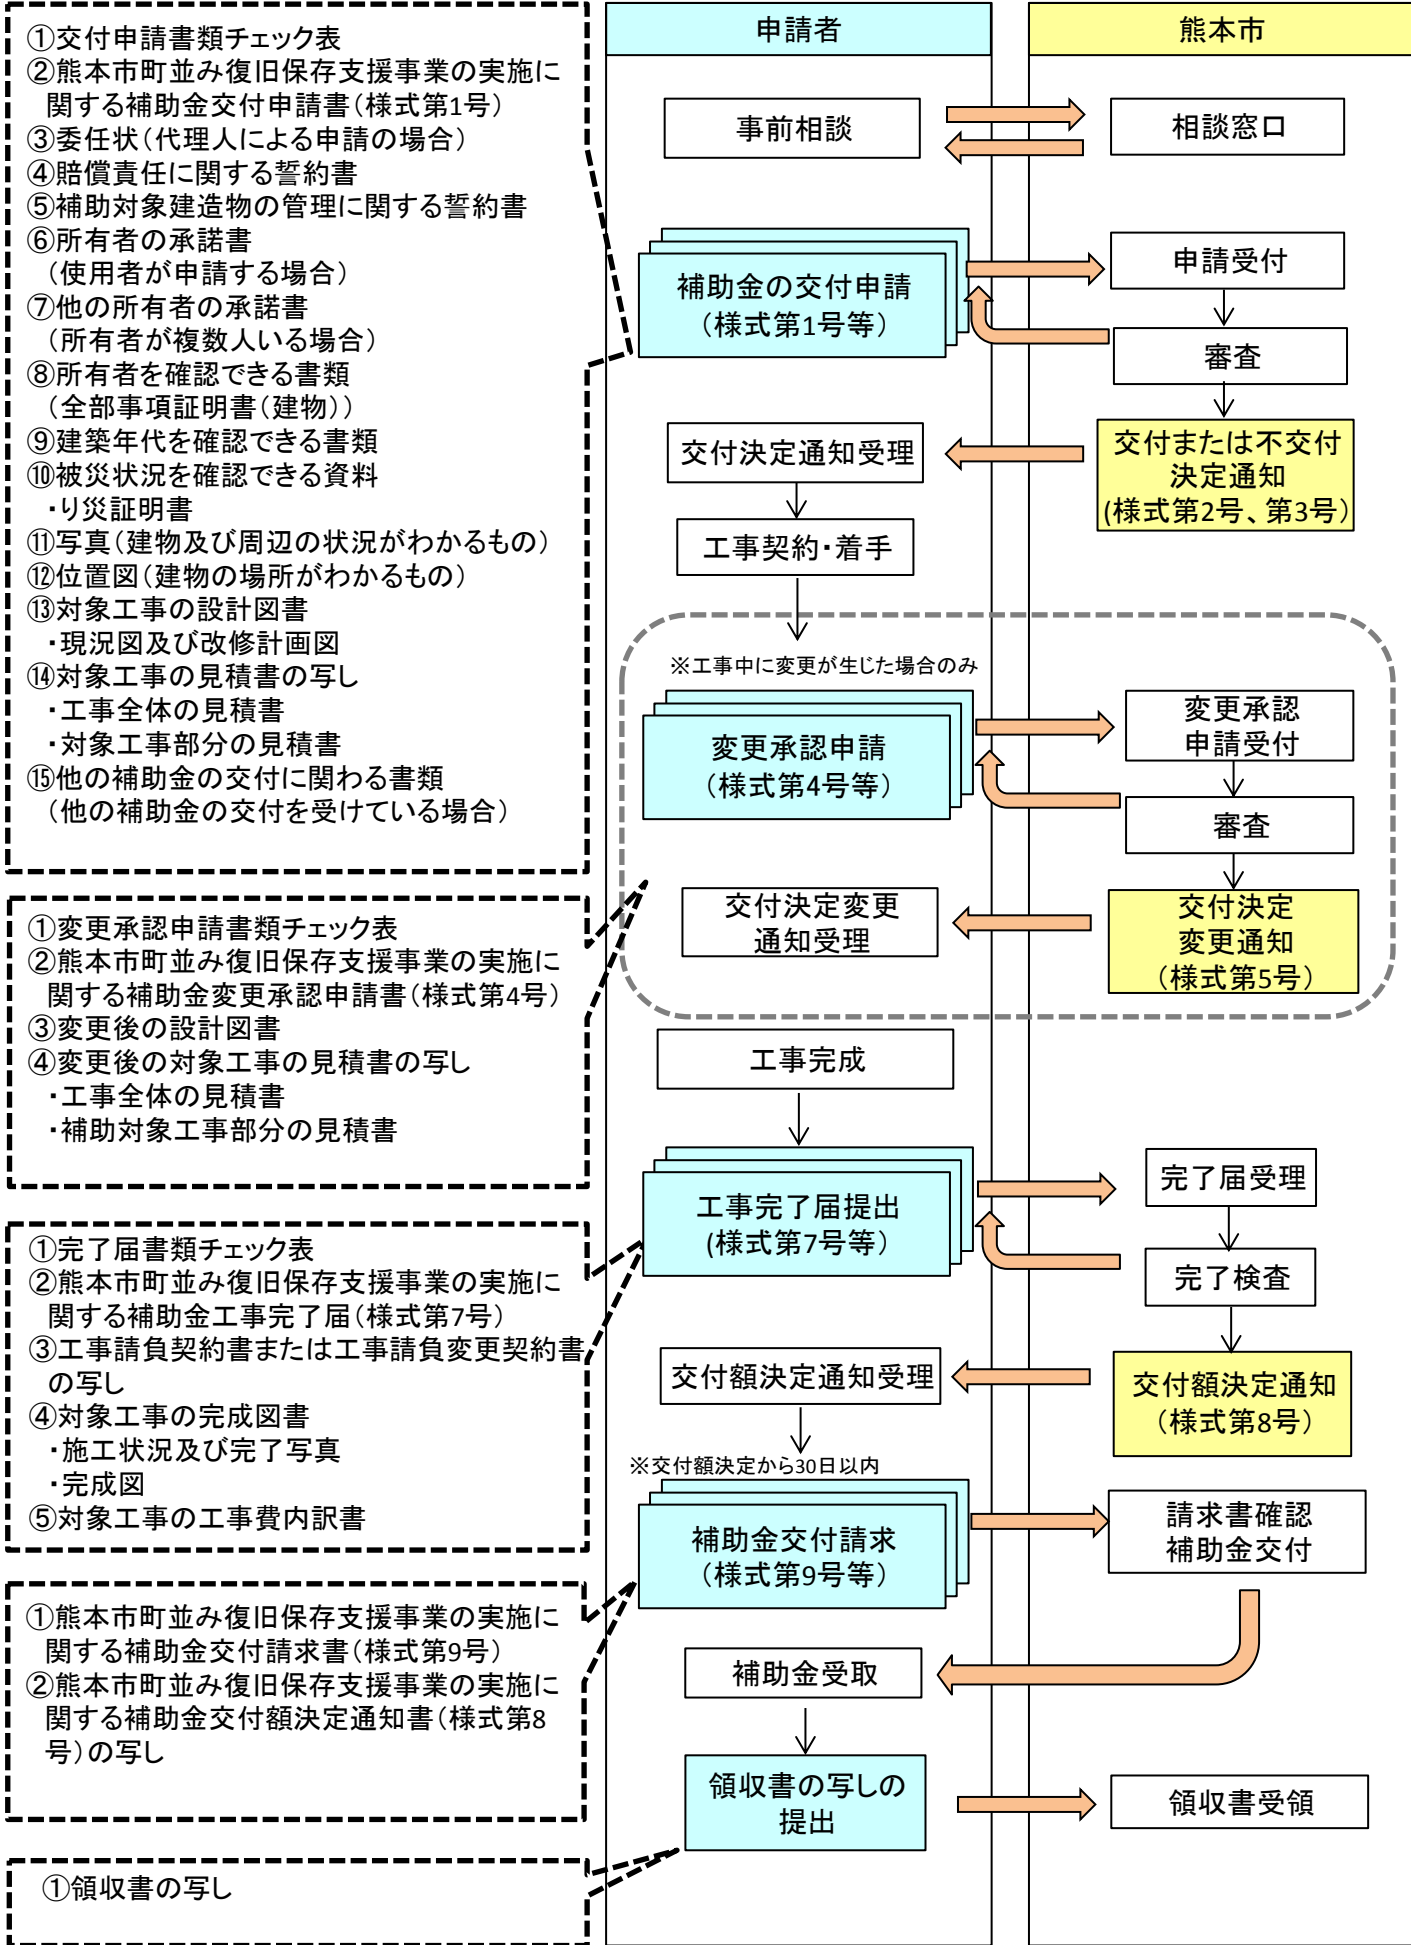 ①交付申請書類チェック表
②熊本市町並み復旧保存支援事業の実施に
関する補助金交付申請書(様式第1号)
③委任状(代理人による申請の場合)
④賠償責任に関する誓約書
⑤補助対象建造物の管理に関する誓約書
⑥所有者の承諾書
(使用者が申請する場合)
⑦他の所有者の承諾書
(所有者が複数人いる場合)
⑧所有者を確認できる書類
(全部事項証明書(建物))
⑨建築年代を確認できる書類
⑩被災状況を確認できる資料
・り災証明書
⑪写真(建物及び周辺の状況がわかるもの)
⑫位置図(建物の場所がわかるもの)
⑬対象工事の設計図書
・現況図及び改修計画図
⑭対象工事の見積書の写し
・工事全体の見積書
・対象工事部分の見積書
⑮他の補助金の交付に関わる書類
(他の補助金の交付を受けている場合)
①変更承認申請書類チェック表
②熊本市町並み復旧保存支援事業の実施に
関する補助金変更承認申請書(様式第4号)
③変更後の設計図書
④変更後の対象工事の見積書の写し
・工事全体の見積書
・補助対象工事部分の見積書
①完了届書類チェック表
②熊本市町並み復旧保存支援事業の実施に
関する補助金工事完了届(様式第7号)
③工事請負契約書または工事請負変更契約書
の写し
④対象工事の完成図書
・施工状況及び完了写真
・完成図
⑤対象工事の工事費内訳書
①熊本市町並み復旧保存支援事業の実施に
関する補助金交付請求書(様式第9号)
②熊本市町並み復旧保存支援事業の実施に
関する補助金交付額決定通知書(様式第8
号)の写し
①領収書の写し
申請者
熊本市
事前相談
相談窓口
補助金の交付申請
(様式第1号等)
申請受付
審査
交付決定通知受理
交付または不交付
決定通知
(様式第2号、第3号)
工事契約・着手
※工事中に変更が生じた場合のみ
変更承認申請
(様式第4号等)
変更承認
申請受付
審査
交付決定変更
通知受理
交付決定
変更通知
(様式第5号)
工事完成
工事完了届提出
(様式第7号等)
完了届受理
完了検査
交付額決定通知受理
交付額決定通知
(様式第8号)
※交付額決定から30日以内
補助金交付請求
(様式第9号等)
請求書確認
補助金交付
補助金受取
領収書の写しの
提出
領収書受領